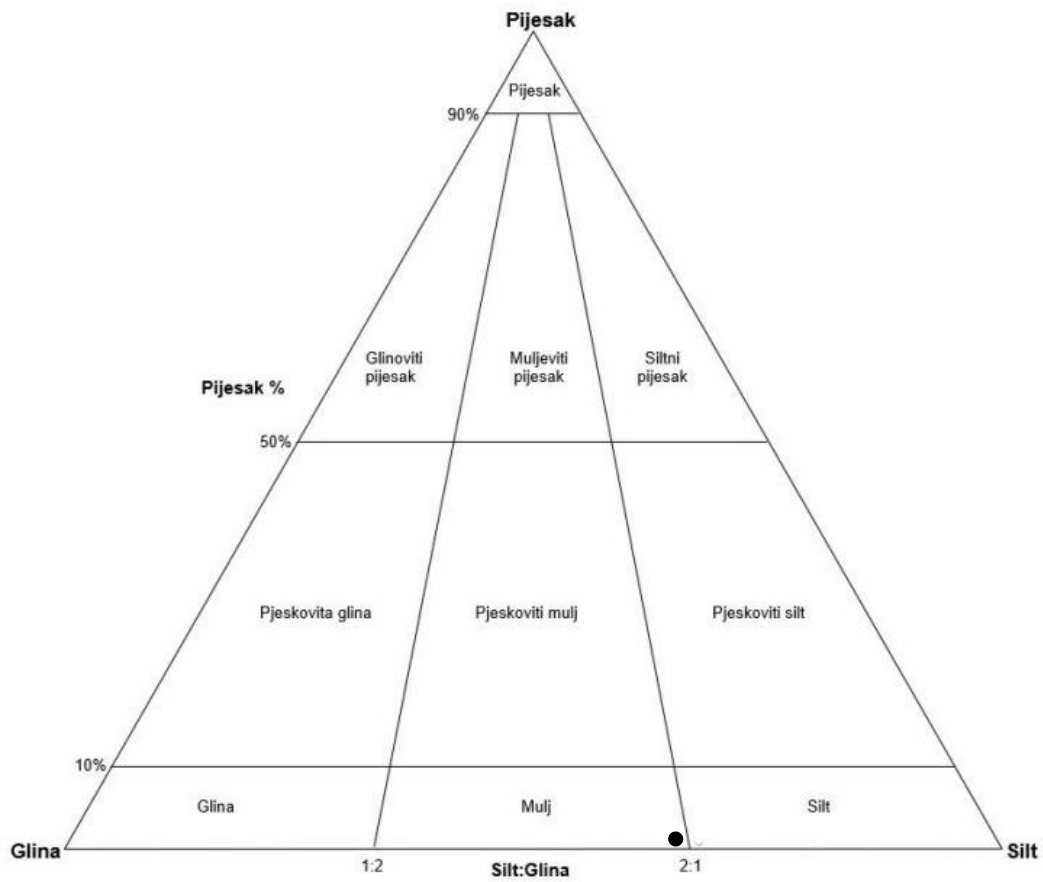 Pijesak
Pijesak
90%
Glinoviti
pijesak
Muljeviti
pijesak
Siltni
pijesak
Pijesak %
50%
Pjeskovita glina
Pjeskoviti mulj
Pjeskoviti silt
10%
Glina
Mulj
Silt
Glina
1:2
Silt:Glina
2:1
Silt